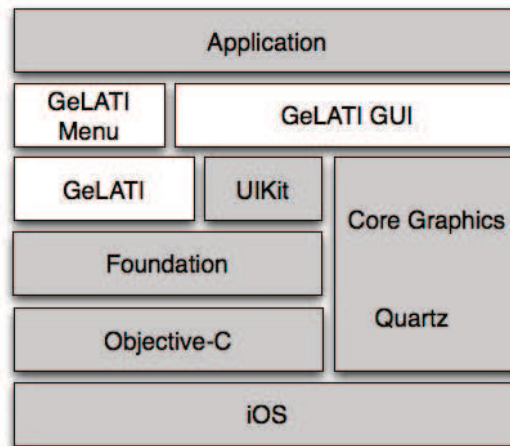 Application
GeLATI
Menu
GeLATI GUI
GeLATI
UIKit
Core Graphics
Foundation
Quartz
Objective-C
iOS